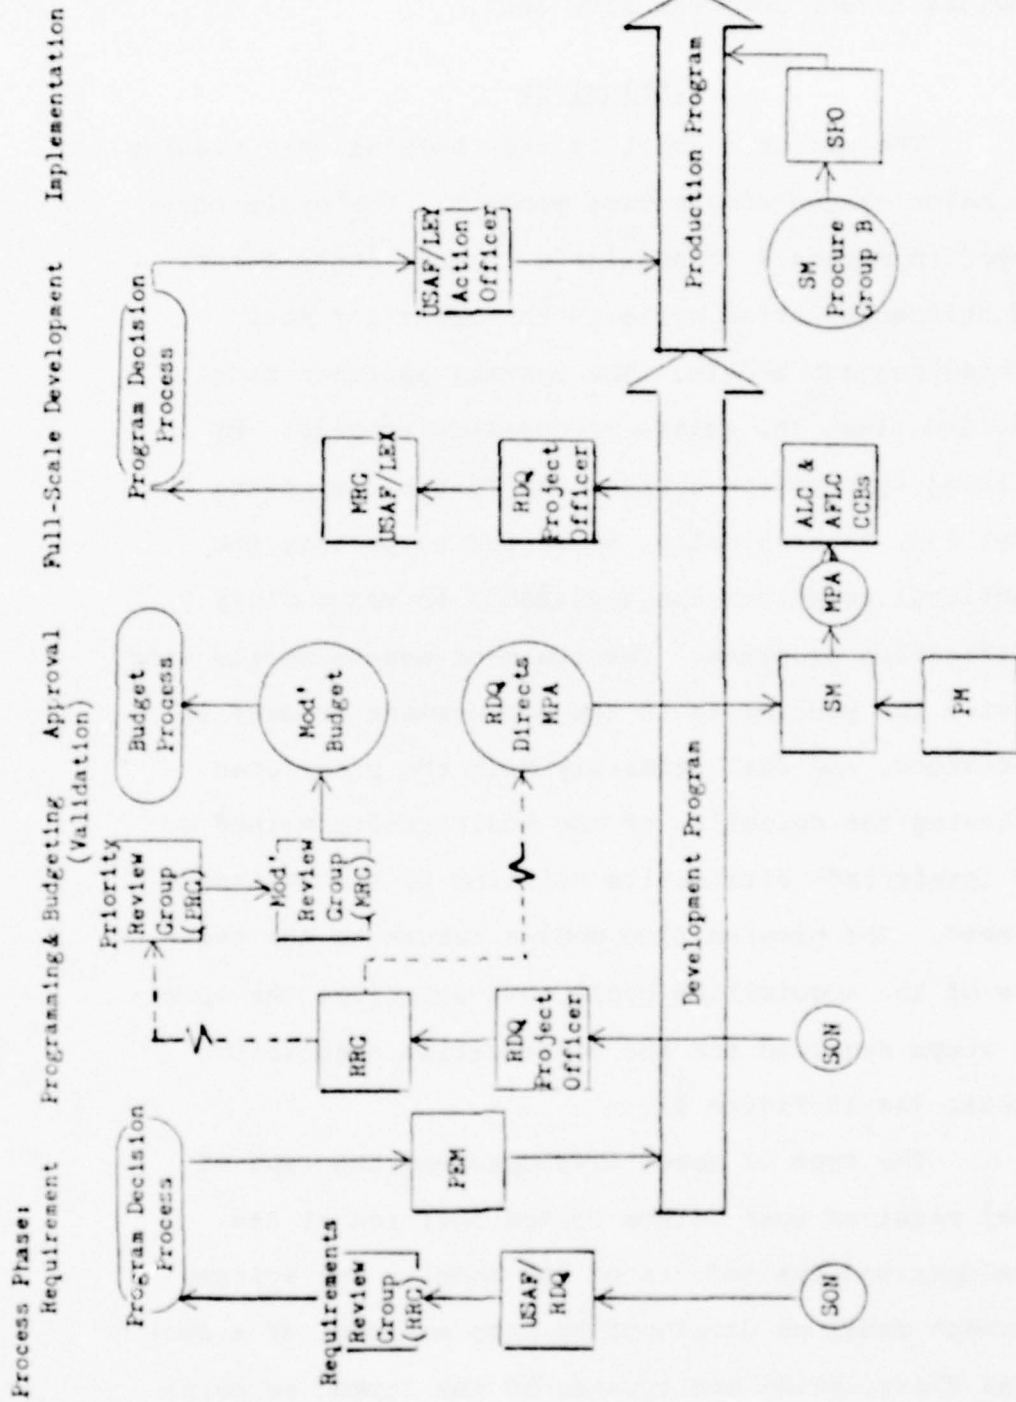 Process Phase:
Requirement
Programing& Budgeting
(Validation)
Approval
Full-Scale Development
Implementation
Program Decision
Process
Requirements
Review
Group
(RRG)
USAF/
RDQ
SON
PEM
Priority
Review
Group
(PRG)
Mod'
Review
Group
(MRG)
RRG
RDQ
Project
Officer
SON
Budget
Process
Mod'
Budget
RDQ
Directs
MPA
Development Program
SM
PM
MPA
ALC &
AFLC
CCBs
RDQ
Project
Officer
MRG
USAF/LEX
Program Decision
Process
USAF/LEY
Action
Officer
Production Program
SM
Procure
Group B
SPO